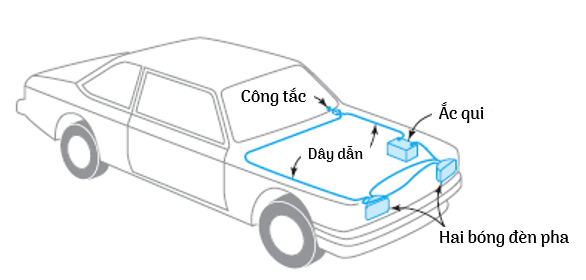 Công tắc
Ắc qui
Dây dẫn
Hai bóng đèn pha